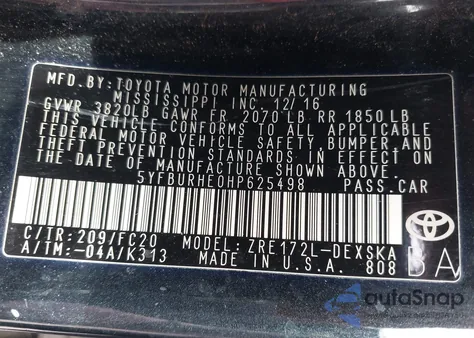 MFD.BY:TOYOTA MOTOR MANUFACTURING
MISSISSIPPI INC.12/16
GVWR 3820LB GAWR FR 2070 LB RR 1850 LB
THIS VEHICLE CONFORMS TO ALL APPLICABLE
FEDERAL MOTOR VEHICLE SAFETY,BUMPER,AND
THEFT PREVENTION STANDARDS IN EFFECT ON
THE DATE OF MANUFACTURE SHOWN ABOVE.
5YFBURHE0HP625498 PASS.CAR
C/TR:209/FC20 MODEL: ZRE172L-DEXSKA
A/TM:-04A/K313 MADE IN U.S.A. 808
BA
autoSnap